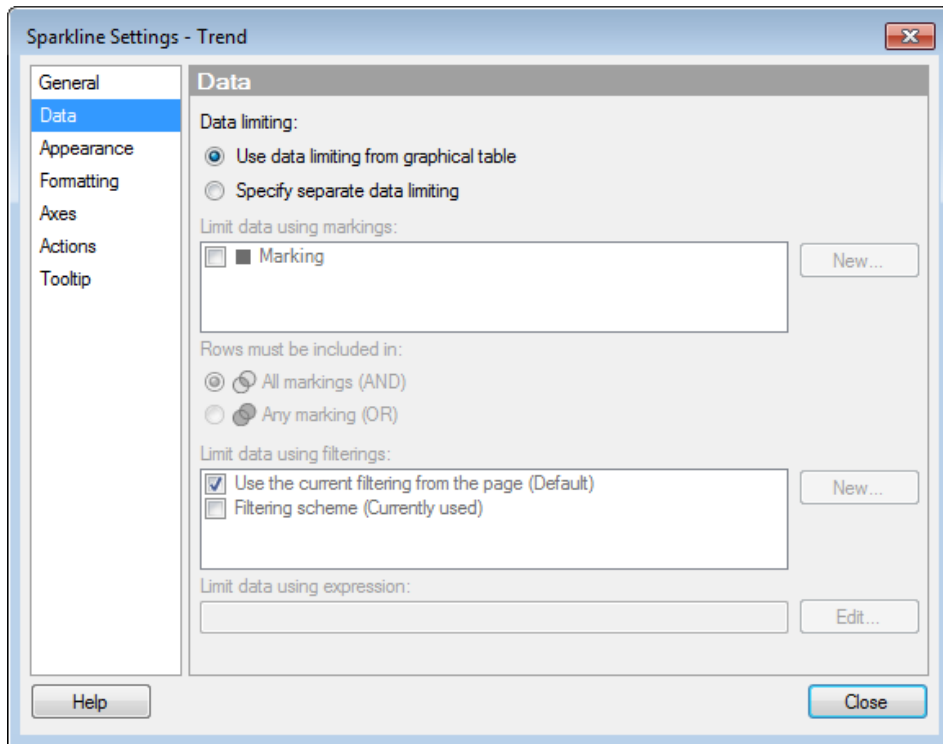 Sparkline Settings - Trend
General
Data
Appearance
Formatting
Axes
Actions
Tooltip
Data
Data limiting:
Use data limiting from graphical table
Specify separate data limiting
Limit data using markings:
Marking
New...
Rows must be included in:
All markings (AND)
Any marking (OR)
Limit data using filterings:
Use the current filtering from the page (Default)
Filtering scheme (Currently used)
New...
Limit data using expression:
Edit...
Help
Close